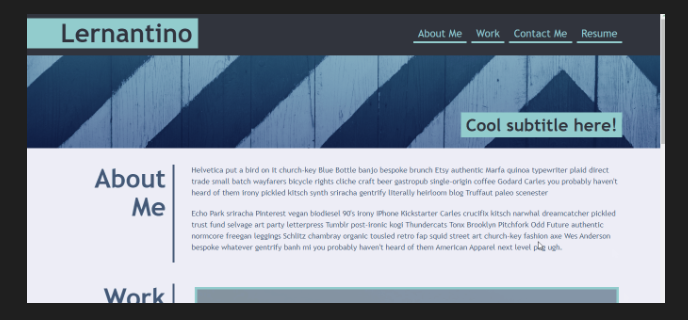 Lernantino
About Me Work Contact Me Resume
Cool subtitle here!
About
Me
Helvetica put a bird on it church-key Blue Bottle banjo bespoke brunch Etsy authentic Marfa quinoa typewriter plaid direct
trade small batch wayfarers bicycle rights cliche craft beer gastropub single-origin coffee Godard Carles you probably haven't
heard of them irony pickled kitsch synth sriracha gentrify literally heirloom blog Truffaut paleo scenester
Echo Park sriracha Pinterest vegan biodiesel 90's irony iPhone Kickstarter Carles crucifix kitsch narwhal dreamcatcher pickled
trust fund selvage art party letterpress Tumblr post-ironic kogi Thundercats Tonx Brooklyn Pitchfork Odd Future authentic
normcore freegan leggings Schlitz chambray organic tousled retro fap squid street art church-key fashion axe Wes Anderson
bespoke whatever gentrify banh mi you probably haven't heard of them American Apparel next level pug ugh.
Work